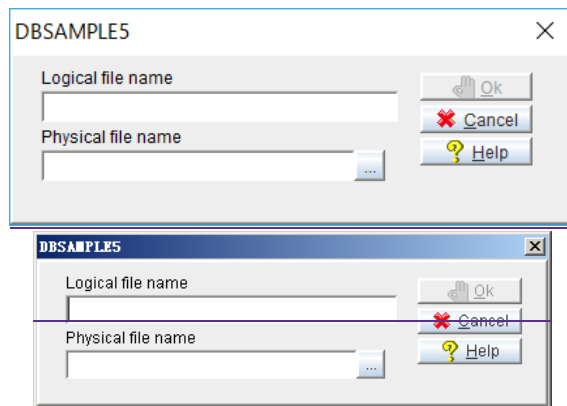 DBSAMPLE5
Logical file name
Ok
Cancel
Physical file name
Help
...
DBSAMPLE5
Logical file name
Ok
Cancel
Physical file name
Help
...